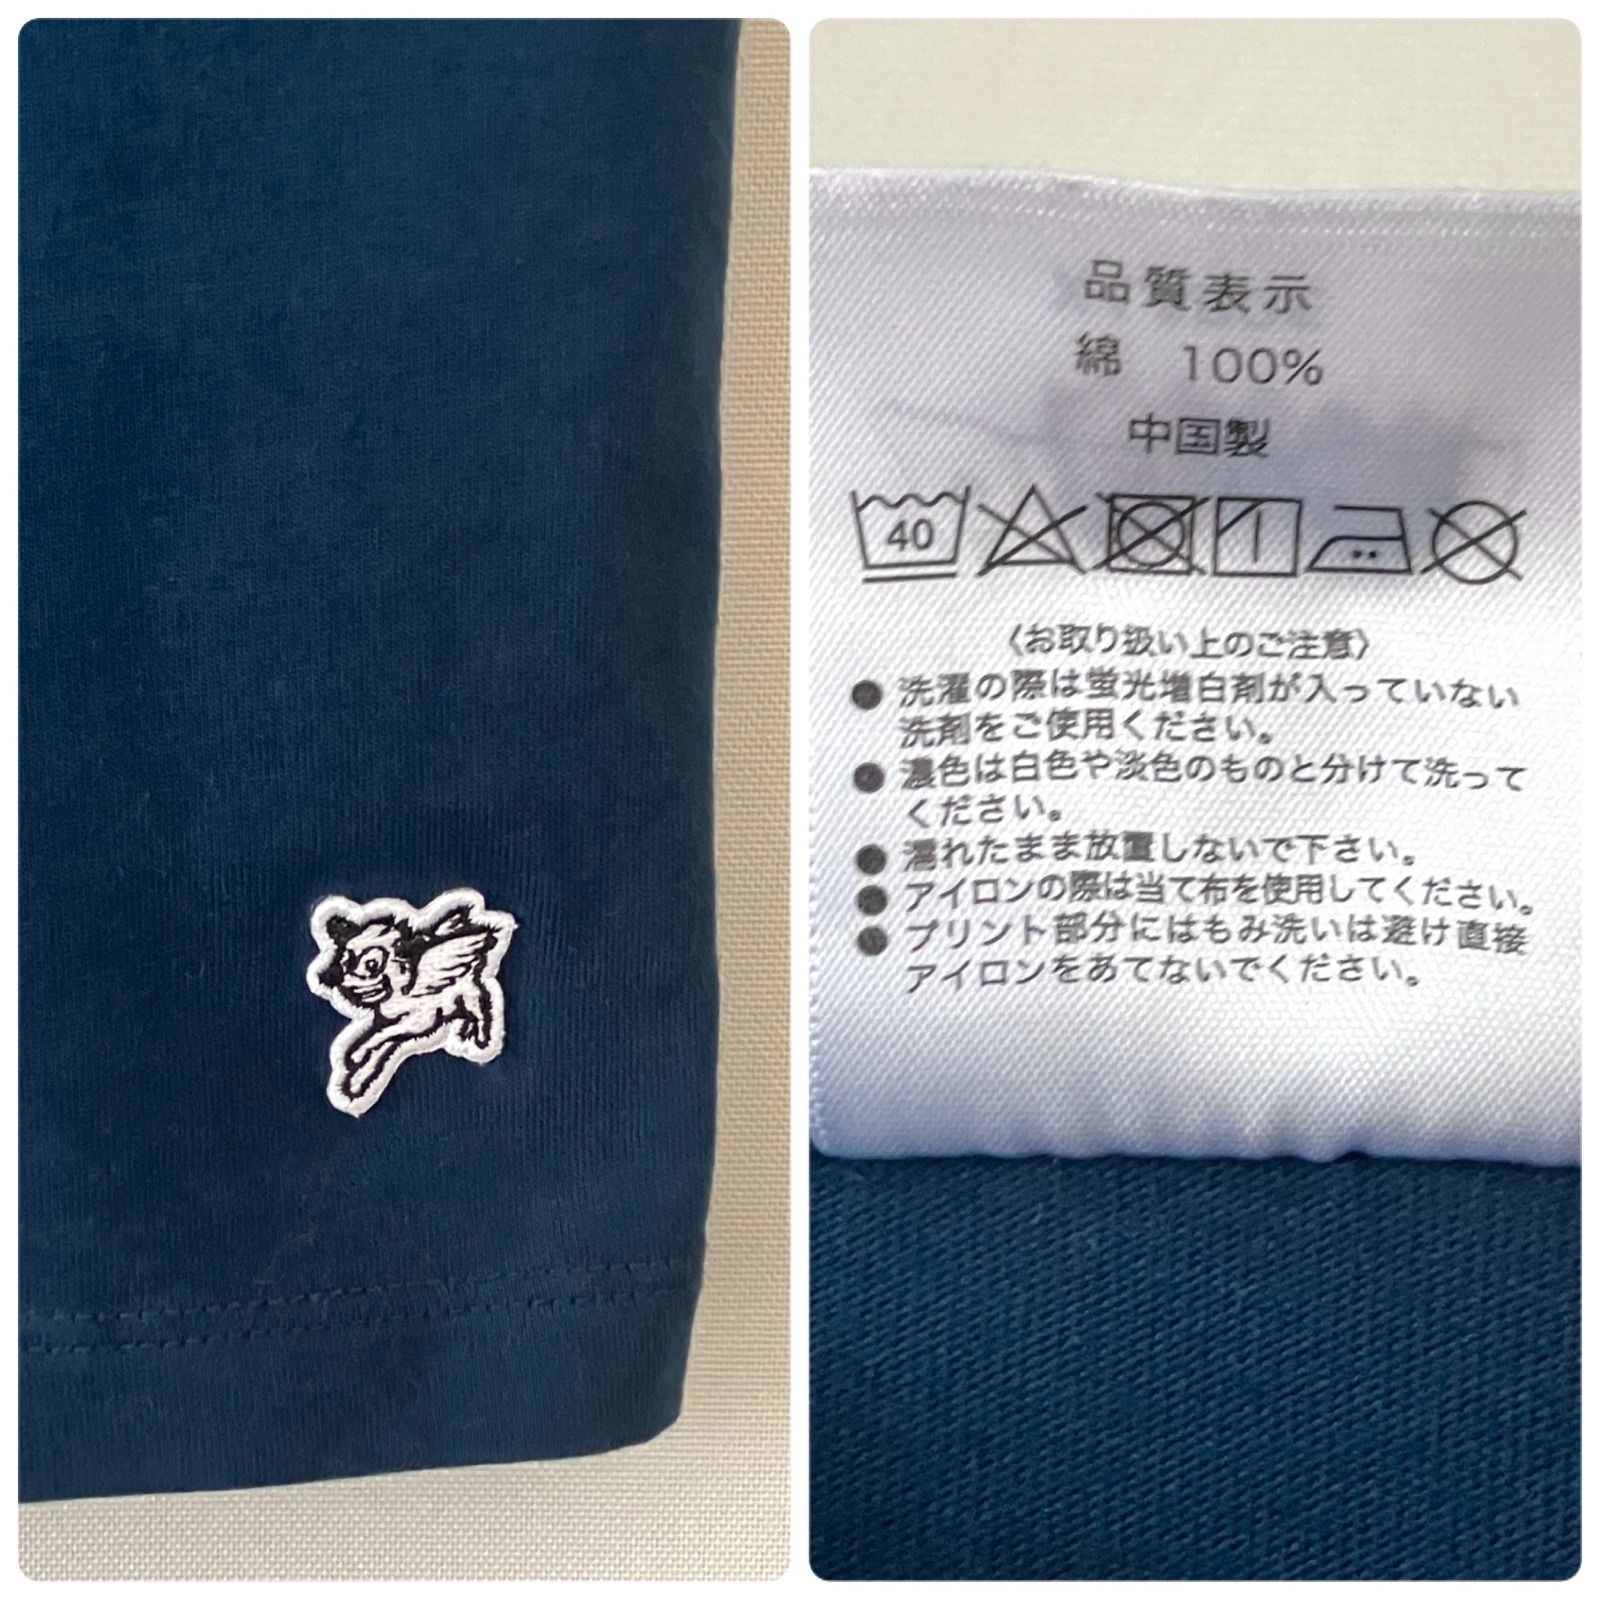 品質表示
綿 100%
中国製
40
〈お取り扱い上のご注意〉
● 洗濯の際は蛍光増白剤が入っていない
洗剤をご使用ください。
● 濃色は白色や淡色のものと分けて洗って
ください。
● 濡れたまま放置しないで下さい。
● アイロンの際は当て布を使用してください。
● プリント部分にはもみ洗いは避け直接
アイロンをあてないでください。